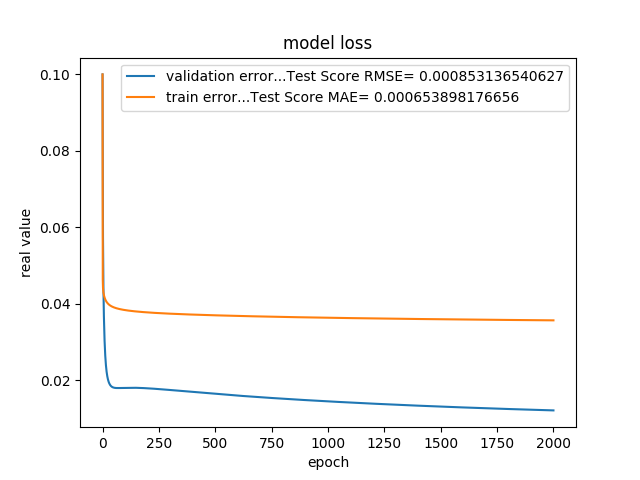 model loss
validation error...Test Score RMSE= 0.000853136540627
train error...Test Score MAE= 0.000653898176656
0.10
0.08
0.06
0.04
0.02
real value
0
250
500
750
1000
1250
1500
1750
2000
epoch